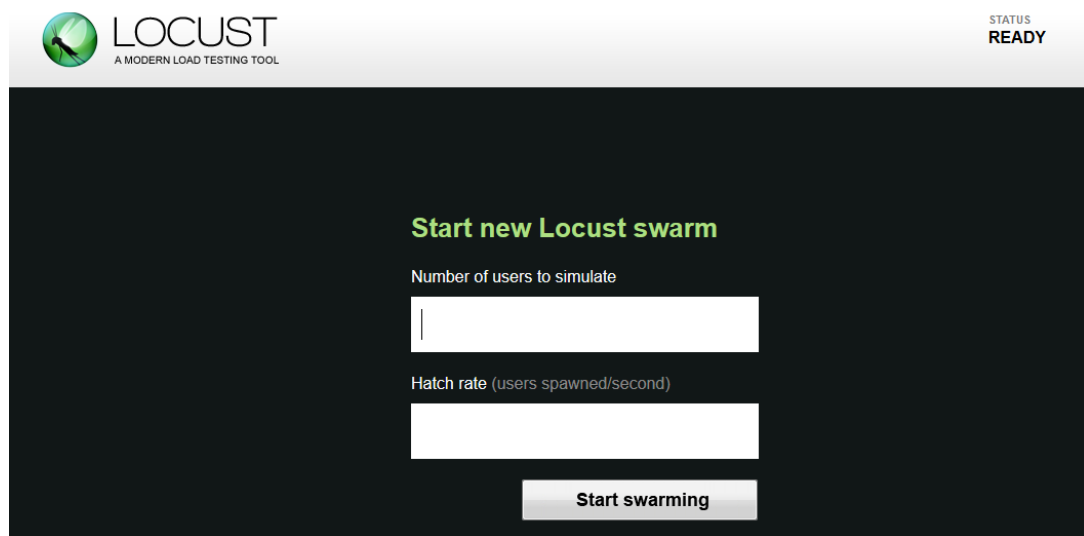 LOCUST
A MODERN LOAD TESTING TOOL
STATUS
READY
Start new Locust swarm
Number of users to simulate
Hatch rate (users spawned/second)
Start swarming